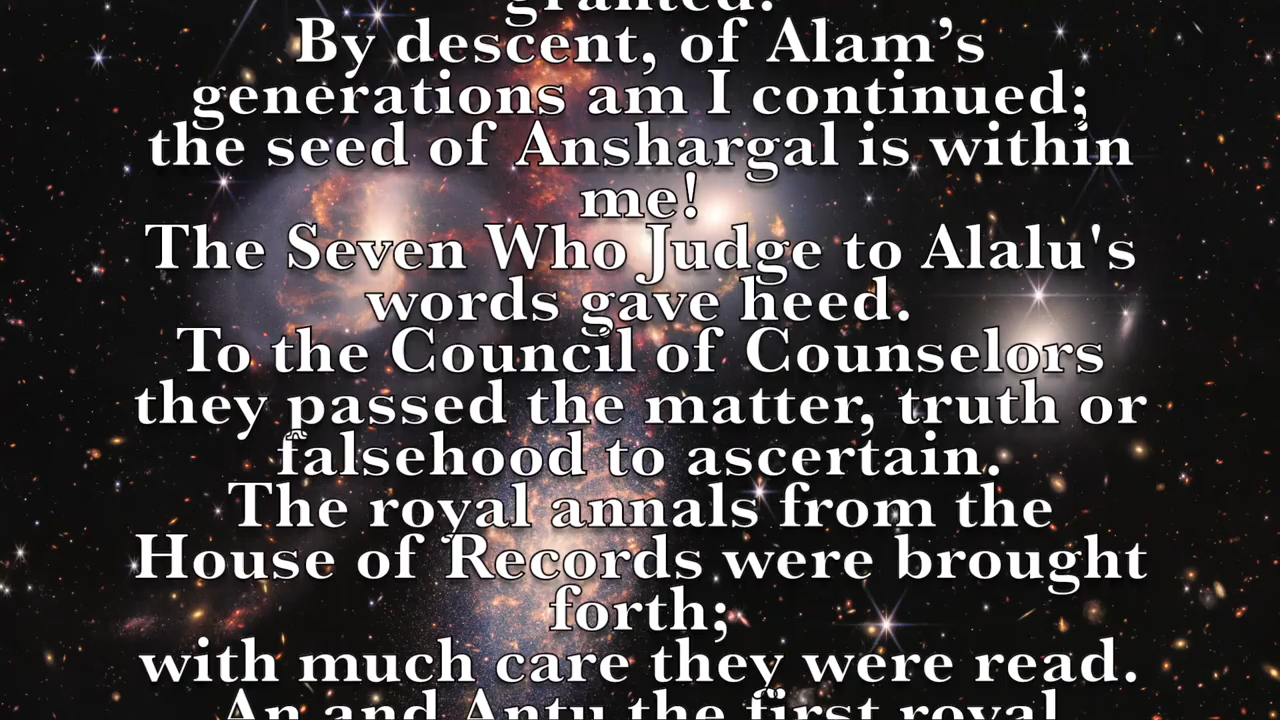 granted.
By descent, of Alam’s
generations am I continued;
the seed of Anshargal is within
me!
The Seven Who Judge to Alalu's
words gave heed.
To the Council of Counselors
they passed the matter, truth or
falsehood to ascertain.
The royal annals from the
House of Records were brought
forth;
with much care they were read.
An and Antu the first royal